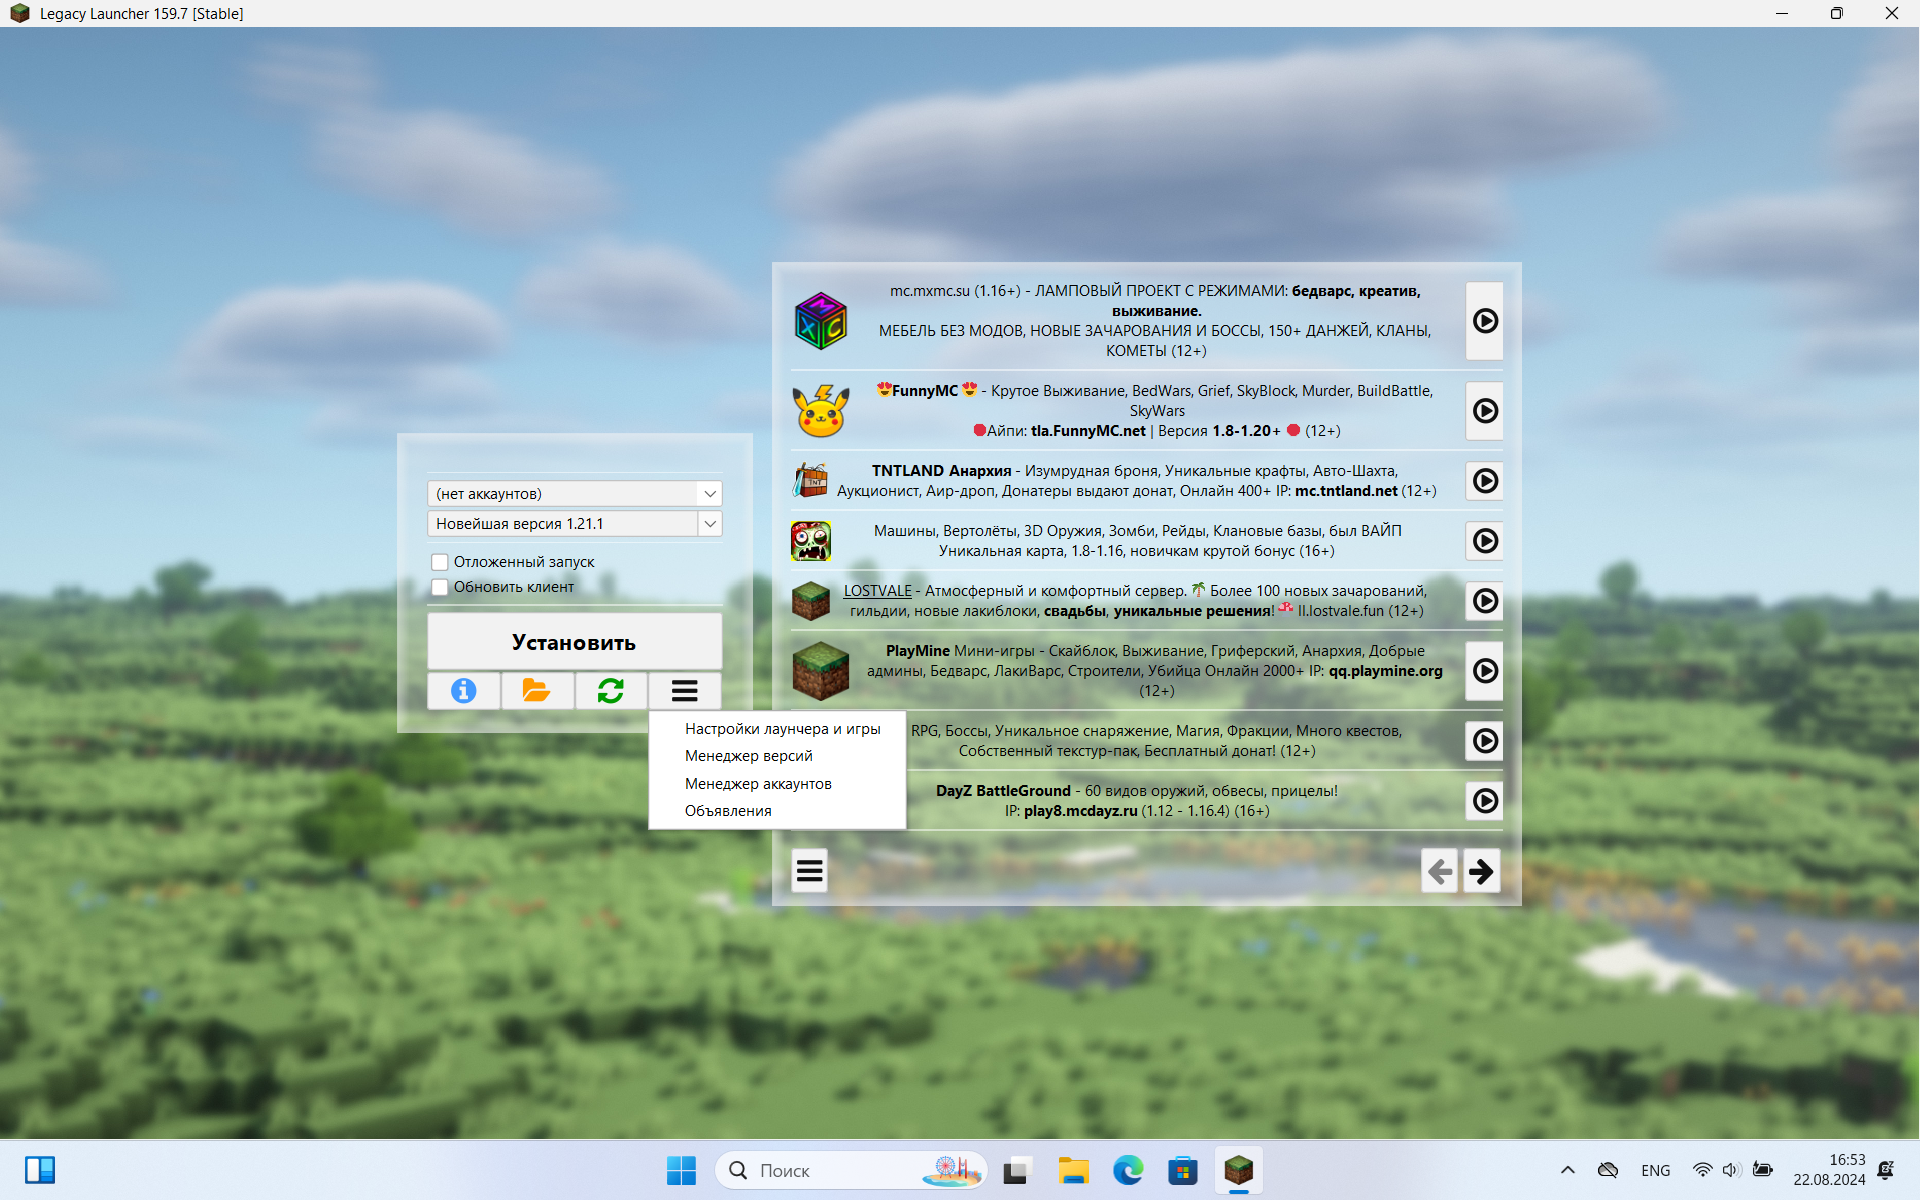 Legacy Launcher 159.7 [Stable]
mc.mxmc.su (1.16+) - ЛАМПОВЫЙ ПРОЕКТ С РЕЖИМАМИ: бедварс, креатив,
выживание.
МЕБЕЛЬ БЕЗ МОДОВ, НОВЫЕ ЗАЧАРОВАНИЯ И БОССЫ, 150+ ДАНЖЕЙ, КЛАНЫ,
КОМЕТЫ (12+)
😍FunnyMC 😍 - Крутое Выживание, BedWars, Grief, SkyBlock, Murder, BuildBattle,
SkyWars
🔴Айпи: tla.FunnyMC.net | Версия 1.8-1.20+ 🔴 (12+)
TNTLAND Анархия - Изумрудная броня, Уникальные крафты, Авто-Шахта,
Аукционист, Аир-дроп, Донатеры выдают донат, Онлайн 400+ IP: mc.tntland.net (12+)
Машины, Вертолёты, 3D Оружия, Зомби, Рейды, Клановые базы, был ВАЙП
Уникальная карта, 1.8-1.16, новичкам крутой бонус (16+)
LOSTVALE - Атмосферный и комфортный сервер. 🌴 Более 100 новых зачарований,
гильдии, новые лакиблоки, свадьбы, уникальные решения! ll.lostvale.fun (12+)
PlayMine Мини-игры - Скайблок, Выживание, Гриферский, Анархия, Добрые
админы, Бедварс, ЛакиВарс, Строители, Убийца Онлайн 2000+ IP: qq.playmine.org
(12+)
RPG, Боссы, Уникальное снаряжение, Магия, Фракции, Много квестов,
Собственный текстур-пак, Бесплатный донат! (12+)
DayZ BattleGround - 60 видов оружий, обвесы, прицелы!
IP: play8.mcdayz.ru (1.12 - 1.16.4) (16+)
(нет аккаунтов)
Новейшая версия 1.21.1
Отложенный запуск
Обновить клиент
Установить
Настройки лаунчера и игры
Менеджер версий
Менеджер аккаунтов
Объявления
Поиск
ENG
16:53
22.08.2024